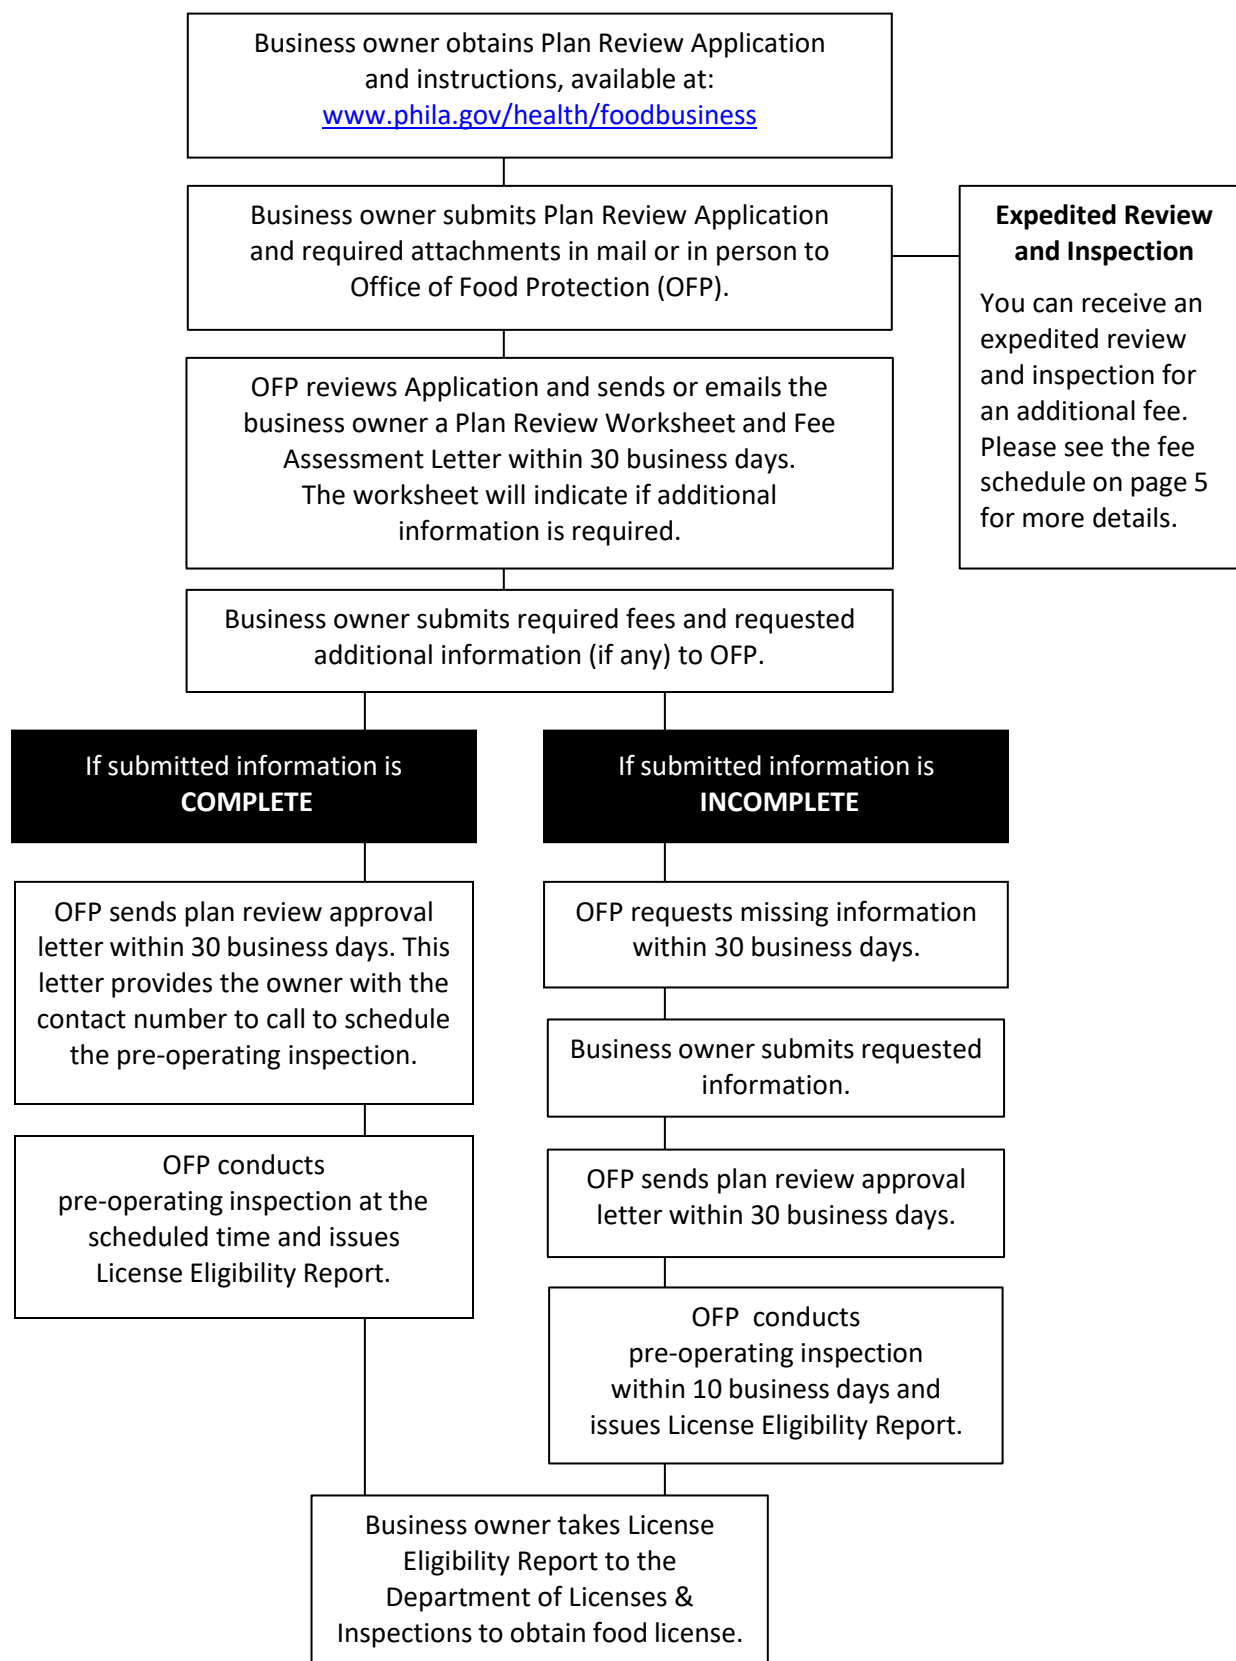 Business owner obtains Plan Review Application
and instructions, available at:
www.phila.gov/health/foodbusiness
Business owner submits Plan Review Application
and required attachments in mail or in person to
Office of Food Protection (OFP).
Expedited Review
and Inspection
You can receive an
expedited review
and inspection for
an additional fee.
Please see the fee
schedule on page 5
for more details.
OFP reviews Application and sends or emails the
business owner a Plan Review Worksheet and Fee
Assessment Letter within 30 business days.
The worksheet will indicate if additional
information is required.
Business owner submits required fees and requested
additional information (if any) to OFP.
If submitted information is
COMPLETE
OFP sends plan review approval
letter within 30 business days. This
letter provides the owner with the
contact number to call to schedule
the pre-operating inspection.
OFP conducts
pre-operating inspection at the
scheduled time and issues
License Eligibility Report.
If submitted information is
INCOMPLETE
OFP requests missing information
within 30 business days.
Business owner submits requested
information.
OFP sends plan review approval
letter within 30 business days.
OFP  conducts
pre-operating inspection
within 10 business days and
issues License Eligibility Report.
Business owner takes License
Eligibility Report to the
Department of Licenses &
Inspections to obtain food license.